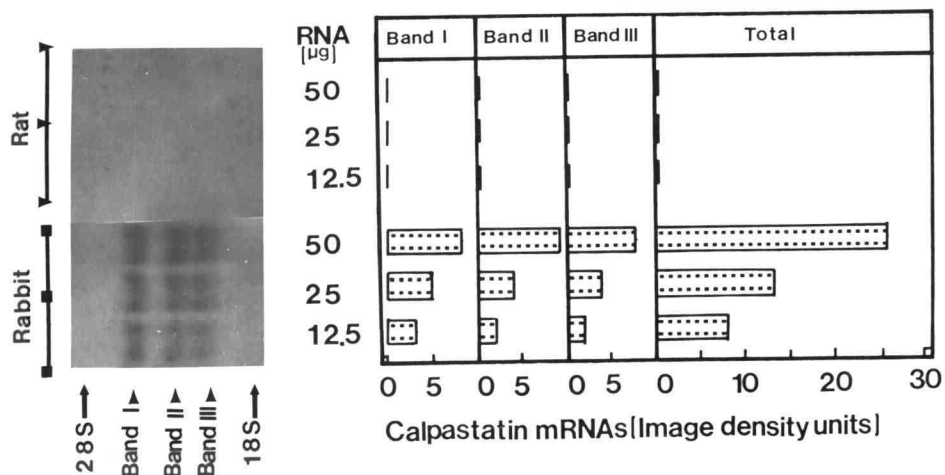 Rat
Rabbit
28S
Band I
Band II
Band III
18S
RNA
[µg]
Band I
Band II
Band III
Total
50
25
12.5
50
25
12.5
0 5 0 5 0 5 0 10 20 30
Calpastatin mRNAs [Image density units]